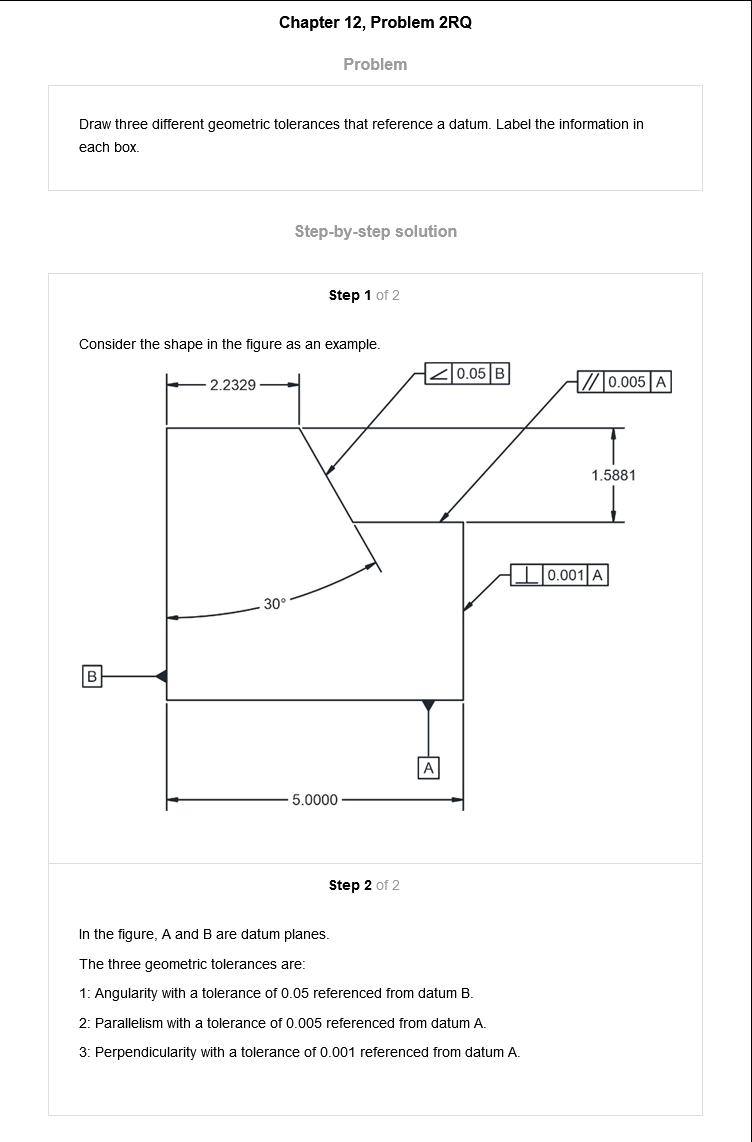 Chapter 12, Problem 2RQ
Problem
Draw three different geometric tolerances that reference a datum. Label the information in
each box.
Step-by-step solution
Step 1 of 2
Consider the shape in the figure as an example.
∠ 0.05 B
// 0.005 A
2.2329
1.5881
⊥ 0.001 A
30°
B
A
5.0000
Step 2 of 2
In the figure, A and B are datum planes.
The three geometric tolerances are:
1: Angularity with a tolerance of 0.05 referenced from datum B.
2: Parallelism with a tolerance of 0.005 referenced from datum A.
3: Perpendicularity with a tolerance of 0.001 referenced from datum A.